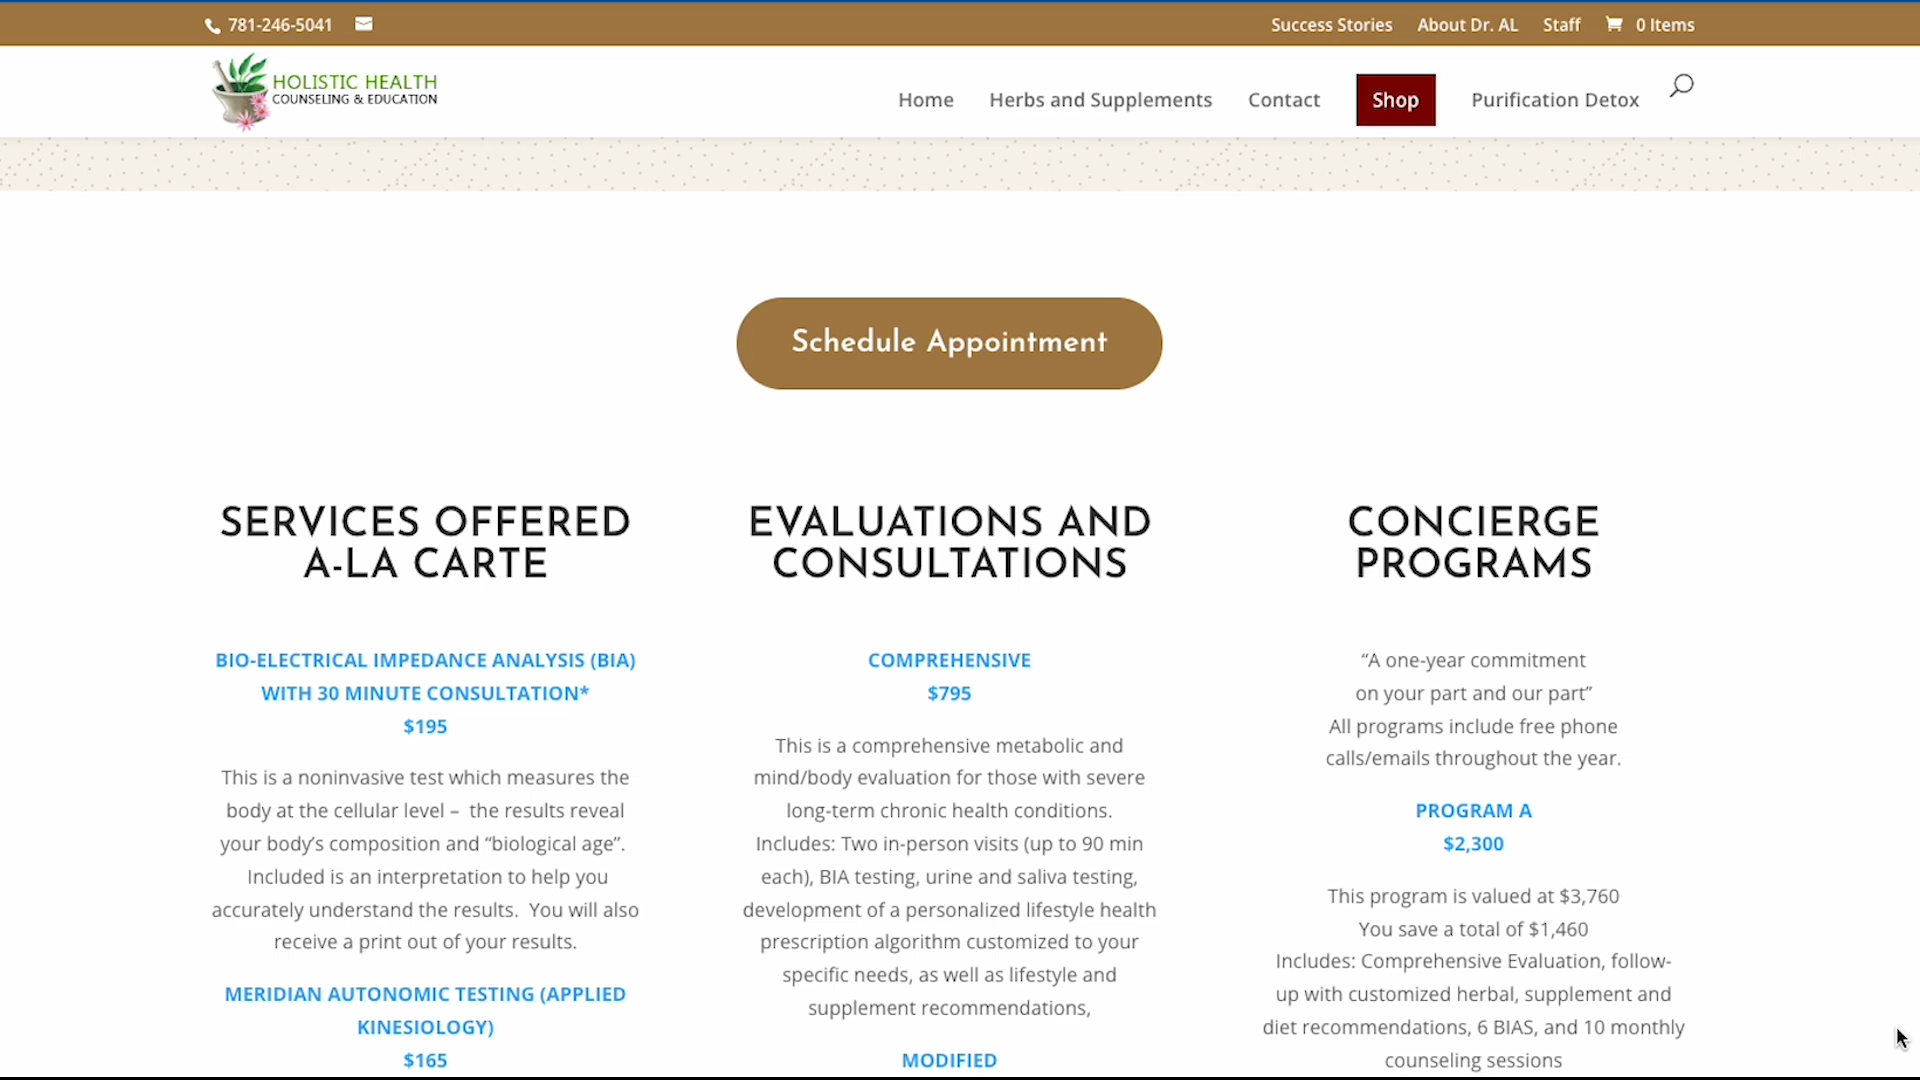 781-246-5041
Success Stories About Dr. AL Staff 0 Items
HOLISTIC HEALTH
COUNSELING & EDUCATION
Home Herbs and Supplements Contact Shop Purification Detox
Schedule Appointment
SERVICES OFFERED
A-LA CARTE
BIO-ELECTRICAL IMPEDANCE ANALYSIS (BIA)
WITH 30 MINUTE CONSULTATION*
$195
This is a noninvasive test which measures the
body at the cellular level – the results reveal
your body’s composition and “biological age”.
Included is an interpretation to help you
accurately understand the results. You will also
receive a print out of your results.
MERIDIAN AUTONOMIC TESTING (APPLIED
KINESIOLOGY)
$165
EVALUATIONS AND
CONSULTATIONS
COMPREHENSIVE
$795
This is a comprehensive metabolic and
mind/body evaluation for those with severe
long-term chronic health conditions.
Includes: Two in-person visits (up to 90 min
each), BIA testing, urine and saliva testing,
development of a personalized lifestyle health
prescription algorithm customized to your
specific needs, as well as lifestyle and
supplement recommendations,
MODIFIED
CONCIERGE
PROGRAMS
“A one-year commitment
on your part and our part”
All programs include free phone
calls/emails throughout the year.
PROGRAM A
$2,300
This program is valued at $3,760
You save a total of $1,460
Includes: Comprehensive Evaluation, follow-
up with customized herbal, supplement and
diet recommendations, 6 BIAS, and 10 monthly
counseling sessions